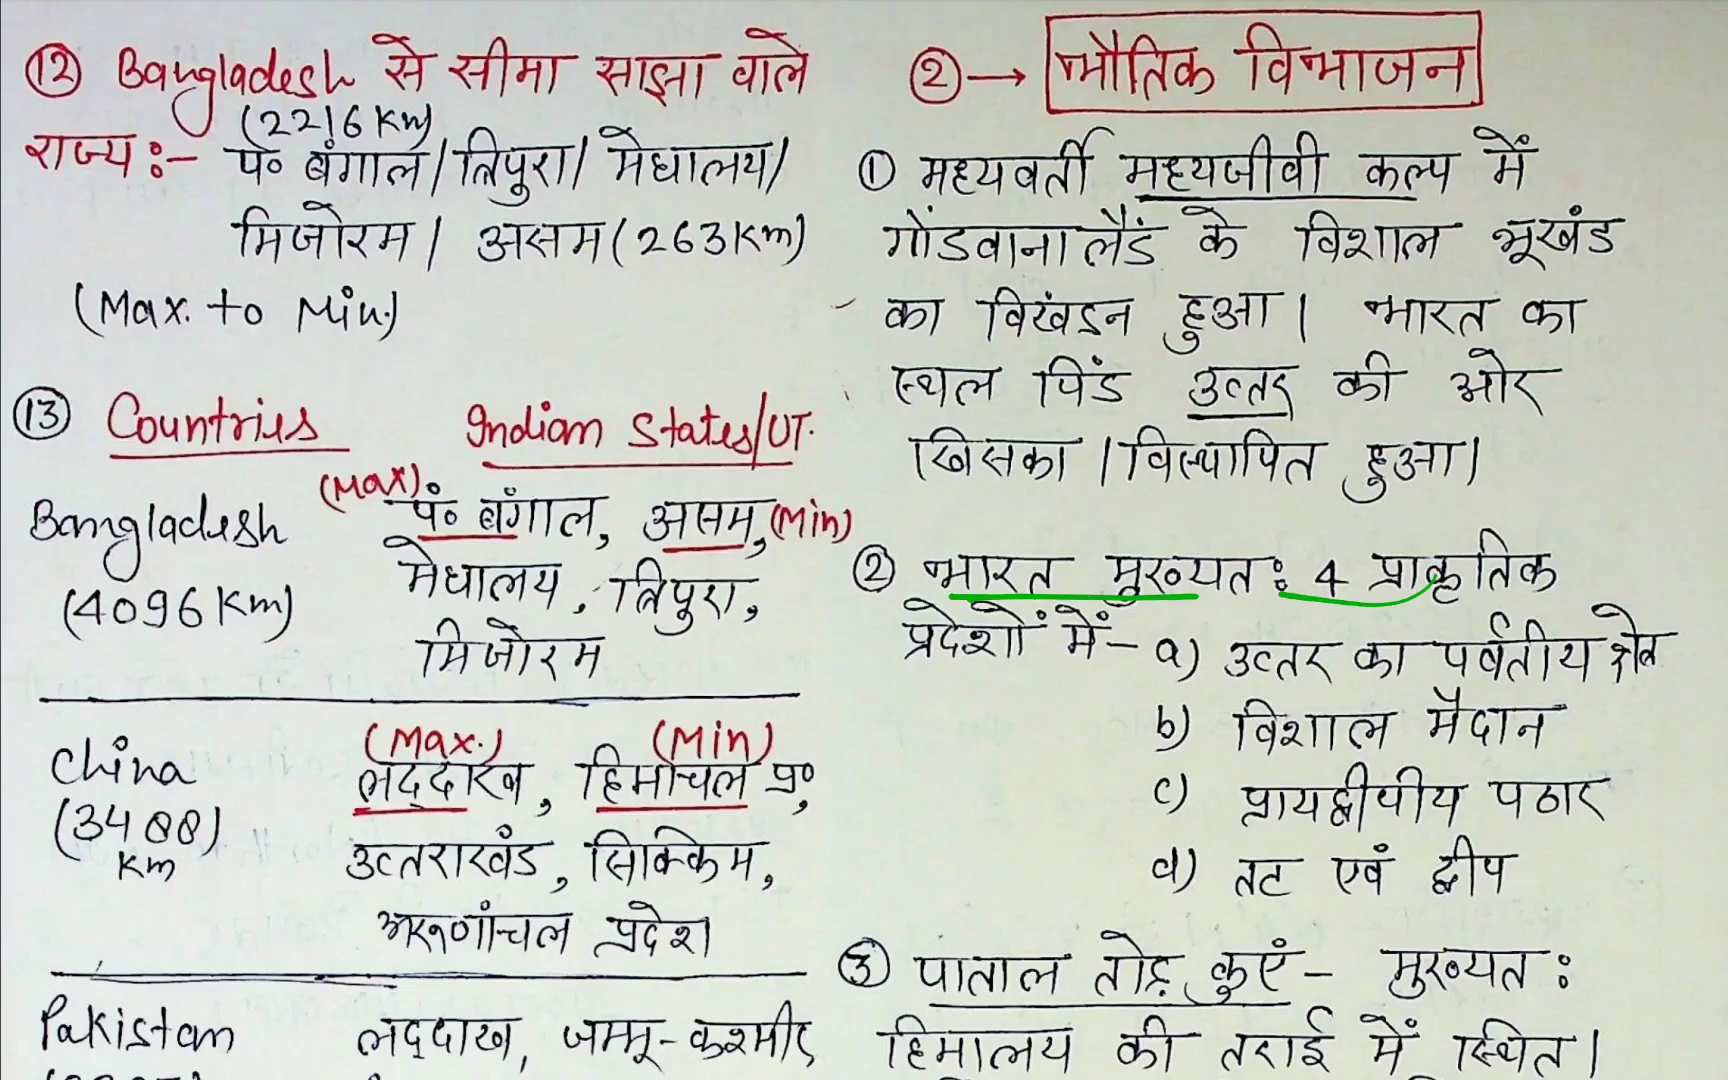 (12) Bangladesh से सीमा साझा वाले
(2216 Km)
राज्य :- प० बंगाल/त्रिपुरा/ मेघालय/
मिजोरम/ असम (263Km)
(Max. to Min.)
(13) Countries Indian States/UT.
(Max)
Bangladesh पं० बंगाल, असम, (Min)
(4096 Km) मेघालय, त्रिपुरा,
मिजोरम
(Max.) (Min)
China लद्दाख, हिमांचल प्र०,
(3488) उत्तराखंड, सिक्किम,
Km
अरूणांचल प्रदेश
Pakistan लद्दाख, जम्मू-कश्मीर
(2) → भौतिक विभाजन
(1) मध्यवर्ती मध्यजीवी कल्प में
गोंडवाना लैंड के विशाल भूखंड
का विखंडन हुआ। भारत का
स्थल पिंड उत्तर की ओर
खिसका/विस्थापित हुआ।
(2) भारत मुख्यत: 4 प्राकृतिक
प्रदेशों में - a) उत्तर का पर्वतीय क्षेत्र
b) विशाल मैदान
c) प्रायद्वीपीय पठार
d) तट एवं द्वीप
(3) पाताल तोड़ कुएं - मुख्यत:
हिमालय की तराई में स्थित।